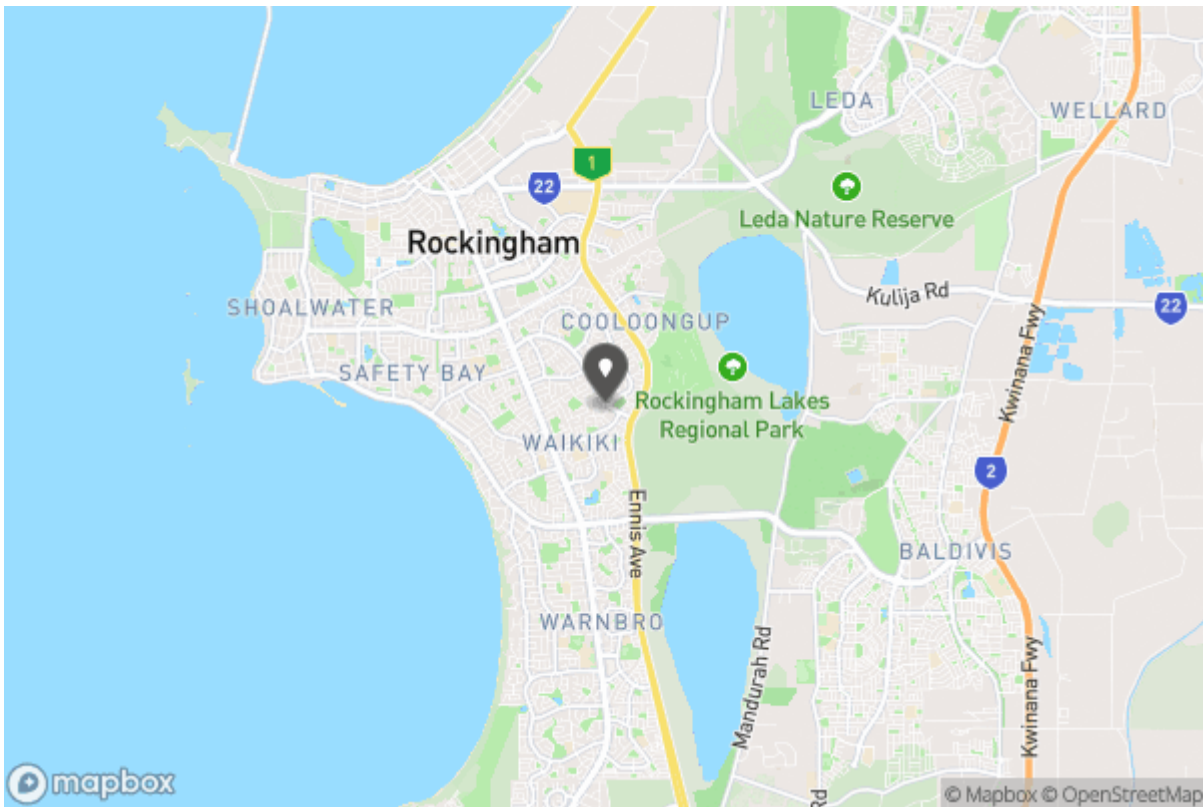 LEDA
WELLARD
1
22
Leda Nature Reserve
Rockingham
Kulija Rd
22
SHOALWATER
COOLOONGUP
Kwinana Fwy
SAFETY BAY
Rockingham Lakes
Regional Park
WAIKIKI
2
Ennis Ave
BALDIVIS
WARNBRO
Mandurah Rd
Kwinana Fwy
Rd
mapbox
© Mapbox © OpenStreetMap